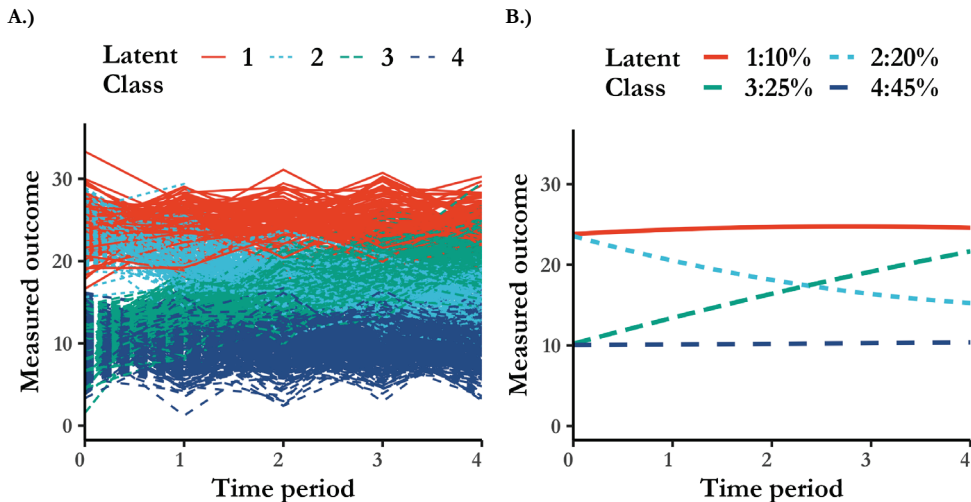 A.)
Latent Class 1 2 3 4
Measured outcome
30
20
10
0
0 1 2 3 4
Time period
B.)
Latent Class 1:10% 2:20%
3:25% 4:45%
Measured outcome
30
20
10
0
0 1 2 3 4
Time period